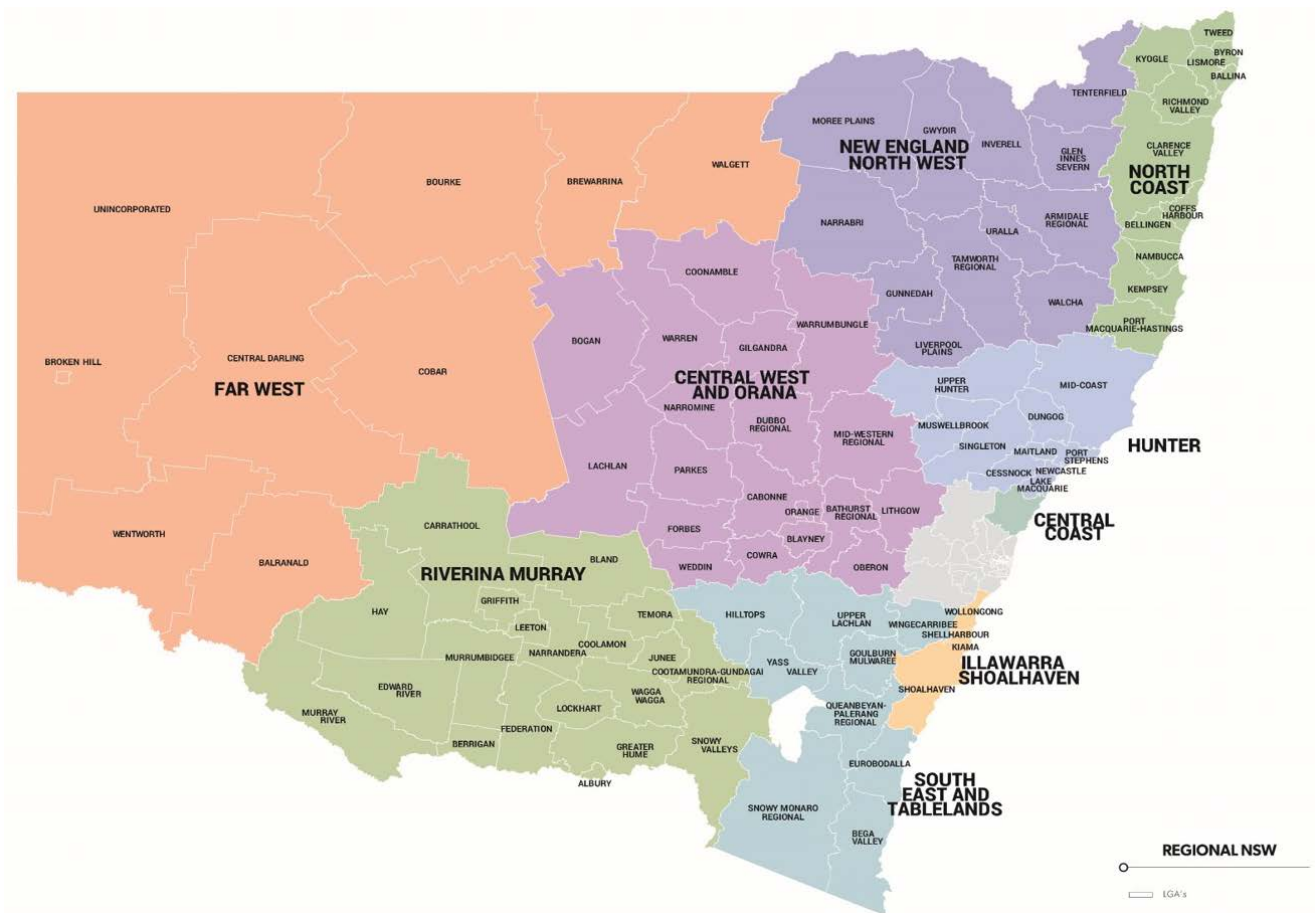 TWEED
KYOGLE
BYRON
LISMORE
BALLINA
TENTERFIELD
RICHMOND
VALLEY
MOREE PLAINS
GWYDIR
INVERELL
NEW ENGLAND
NORTH WEST
GLEN
INNES
SEVERN
CLARENCE
VALLEY
NORTH
COAST
WALGETT
BOURKE
BREWARRINA
UNINCORPORATED
NARRABRI
ARMIDALE
REGIONAL
URALLA
COFFS
HARBOUR
BELLINGEN
TAMWORTH
REGIONAL
NAMBUCCA
COONAMBLE
GUNNEDAH
WALCHA
KEMPSEY
WARRUMBUNGLE
PORT
MACQUARIE-HASTINGS
BOGAN
WARREN
GILGANDRA
LIVERPOOL
PLAINS
BROKEN HILL
CENTRAL DARLING
FAR WEST
COBAR
CENTRAL WEST
AND ORANA
UPPER
HUNTER
MID-COAST
NARROMINE
DUBBO
REGIONAL
MUSWELLBROOK
DUNGOG
MID-WESTERN
REGIONAL
SINGLETON
MAITLAND
PORT
STEPHENS
HUNTER
LACHLAN
PARKES
CESSNOCK
NEWCASTLE
LAKE
MACQUARIE
CABONNE
ORANGE
BATHURST
REGIONAL
LITHGOW
CENTRAL
COAST
WENTWORTH
CARRATHOOL
FORBES
BLAYNEY
BALRANALD
BLAND
COWRA
WEDDIN
OBERON
RIVERINA MURRAY
HAY
GRIFFITH
TEMORA
HILLTOPS
UPPER
LACHLAN
WOLLONGONG
WINGECARRIBEE
SHELLHARBOUR
KIAMA
LEETON
COOLAMON
NARRANDERA
MURRUMBIDGEE
JUNEE
COOTAMUNDRA-GUNDAGAI
REGIONAL
YASS
VALLEY
GOULBURN
MULWAREE
ILLAWARRA
SHOALHAVEN
SHOALHAVEN
EDWARD
RIVER
WAGGA
WAGGA
LOCKHART
QUEANBEYAN-
PALERANG
REGIONAL
MURRAY
RIVER
FEDERATION
BERRIGAN
GREATER
HUME
SNOWY
VALLEYS
ALBURY
EUROBODALLA
SOUTH
EAST AND
TABLELANDS
SNOWY MONARO
REGIONAL
BEGA
VALLEY
REGIONAL NSW
LGA's